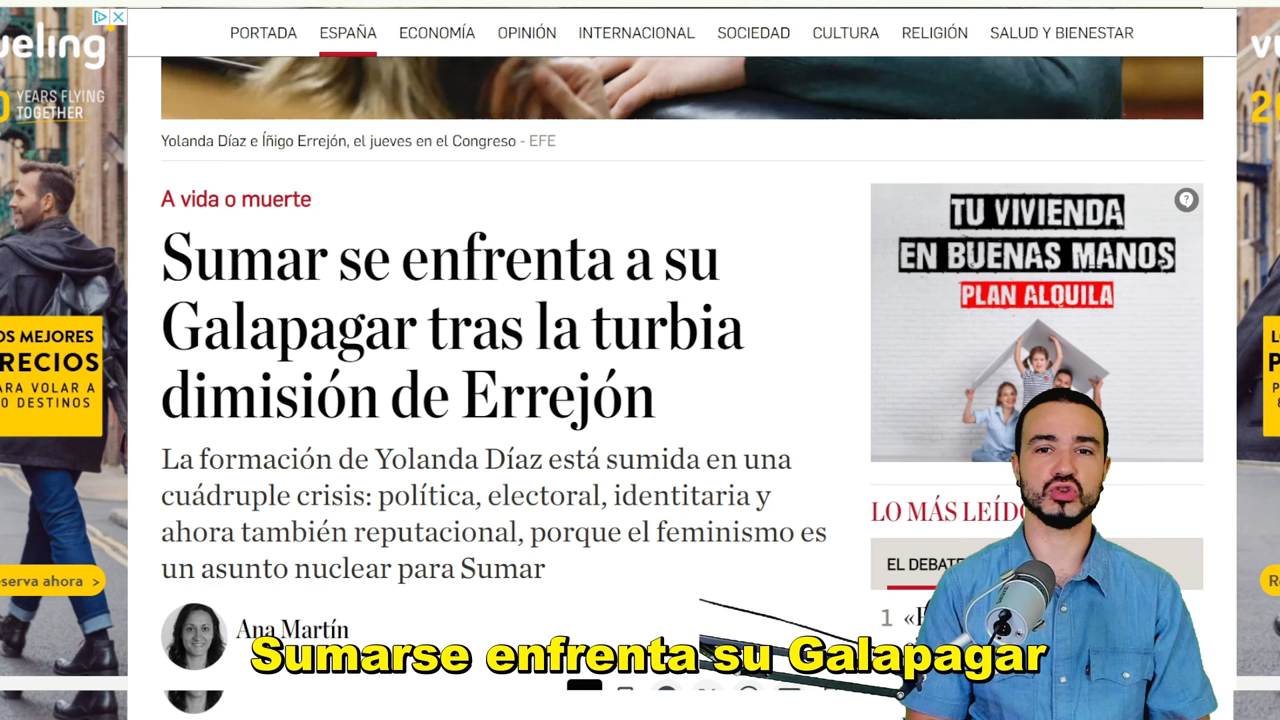 PORTADA ESPAÑA ECONOMÍA OPINIÓN INTERNACIONAL SOCIEDAD CULTURA RELIGIÓN SALUD Y BIENESTAR
YEARS FLYING
TOGETHER
Yolanda Díaz e Íñigo Errejón, el jueves en el Congreso - EFE
A vida o muerte
Sumar se enfrenta a su
Galapagar tras la turbia
dimisión de Errejón
La formación de Yolanda Díaz está sumida en una
cuádruple crisis: política, electoral, identitaria y
ahora también reputacional, porque el feminismo es
un asunto nuclear para Sumar
Ana Martín
TU VIVIENDA
EN BUENAS MANOS
PLAN ALQUILA
LO MÁS LEÍDO
EL DEBATE
1
OS MEJORES
RECIOS
ARA VOLAR A
O DESTINOS
serva ahora >
Sumarse enfrenta su Galapagar